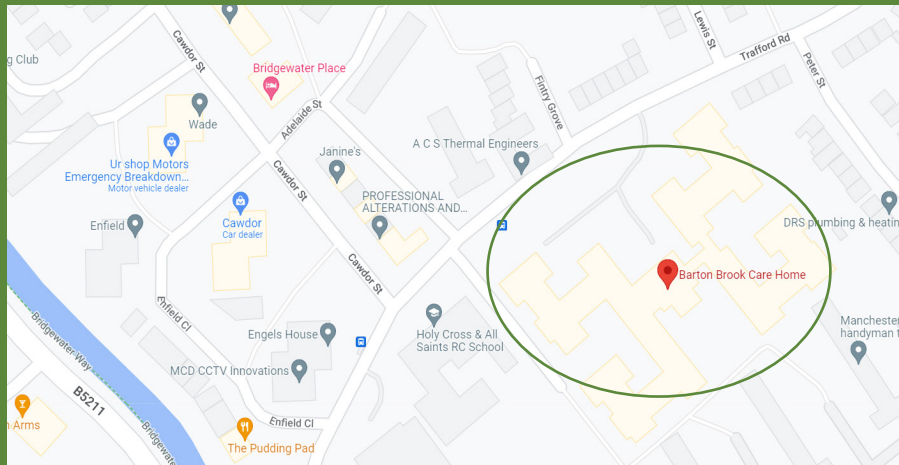 g Club
Cawdor St
Bridgewater Place
Adelaide St
Lewis St
Trafford Rd
Peter St
Fintry Grove
Wade
A C S Thermal Engineers
Janine's
Ur shop Motors
Emergency Breakdown...
Motor vehicle dealer
Cawdor St
PROFESSIONAL
ALTERATIONS AND...
Enfield
Cawdor
Car dealer
DRS plumbing & heatin
Cawdor St
Barton Brook Care Home
Enfield Cl
Bridgewater Way
Engels House
Holy Cross & All
Saints RC School
Manchester
handyman t
MCD CCTV Innovations
B5211
n Arms
Enfield Cl
Bridgewate
The Pudding Pad